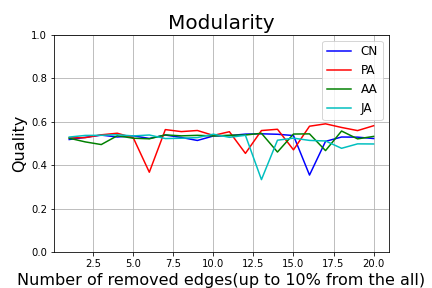 Modularity
1.0
0.8
0.6
0.4
0.2
0.0
Quality
CN
PA
AA
JA
2.5 5.0 7.5 10.0 12.5 15.0 17.5 20.0
Number of removed edges(up to 10% from the all)